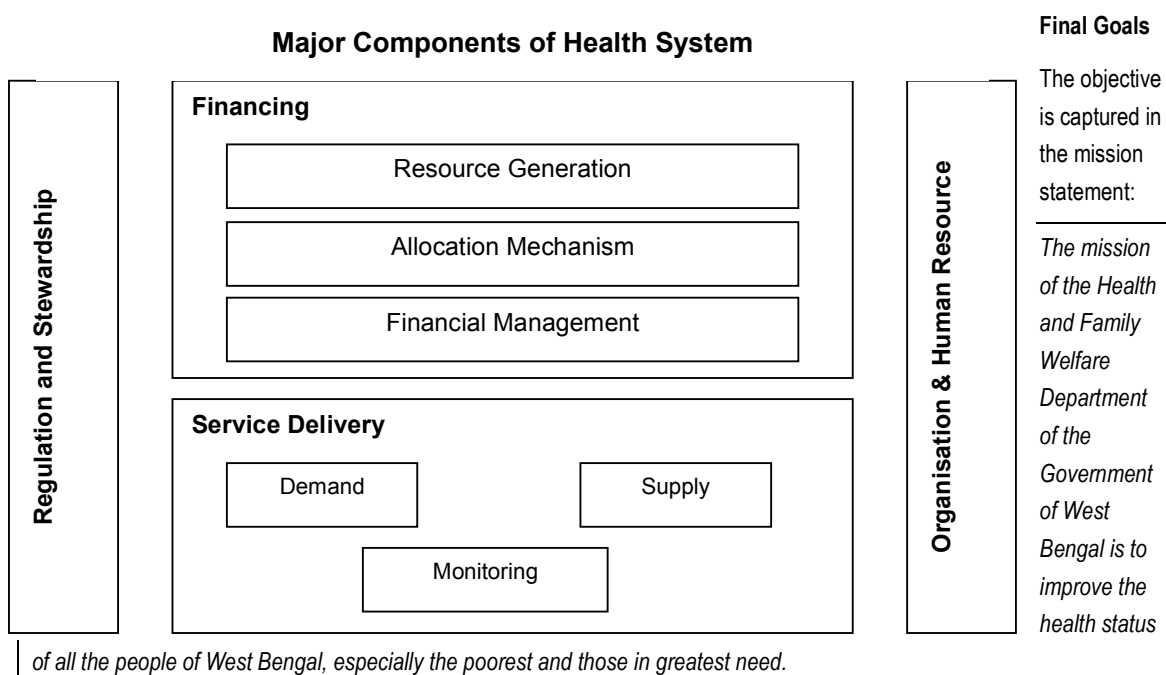 Major Components of Health System
Regulation and Stewardship
Financing
Resource Generation
Allocation Mechanism
Financial Management
Service Delivery
Demand
Supply
Monitoring
Organisation & Human Resource
Final Goals
The objective
is captured in
the mission
statement:
The mission
of the Health
and Family
Welfare
Department
of the
Government
of West
Bengal is to
improve the
health status
of all the people of West Bengal, especially the poorest and those in greatest need.